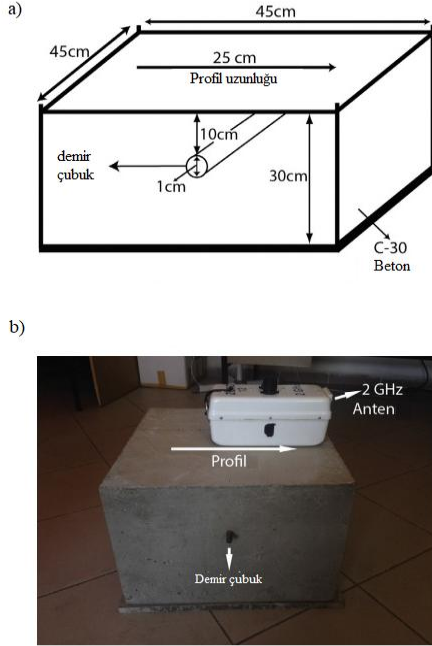 a)
45cm
45cm
25 cm
Profil uzunluğu
10cm
demir
çubuk
1cm
30cm
C-30
Beton
b)
2 GHz
Anten
Profil
Demir çubuk